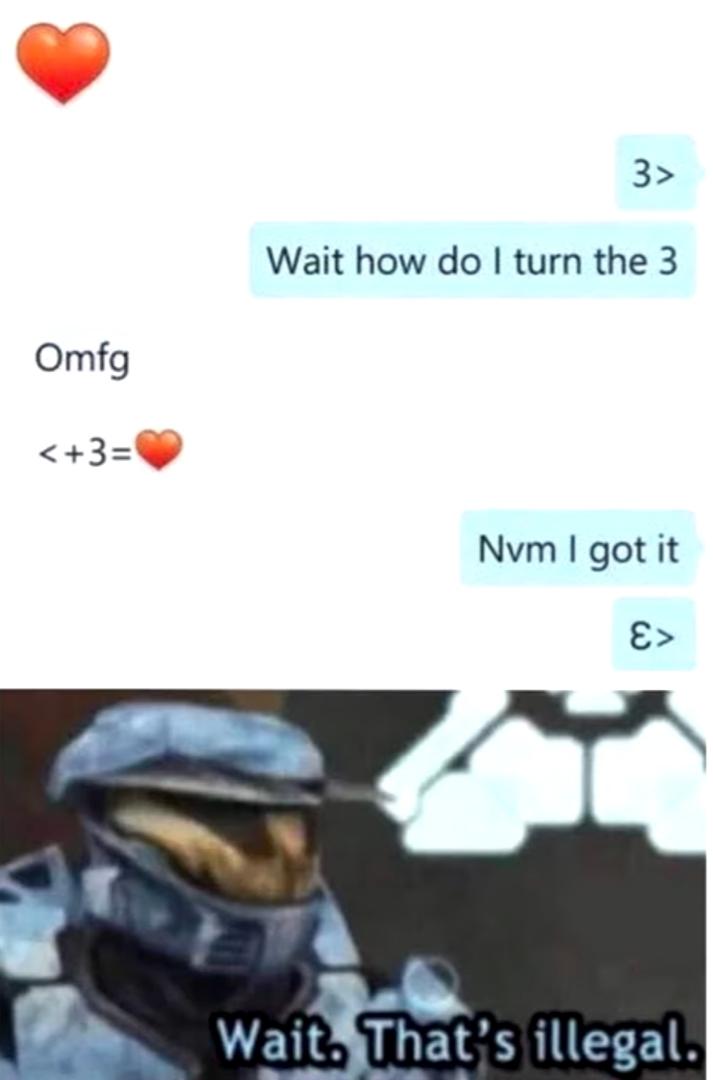 ❤️
3>
Wait how do I turn the 3
Omfg
<+3=❤️
Nvm I got it
Ɛ>
Wait. That's illegal.